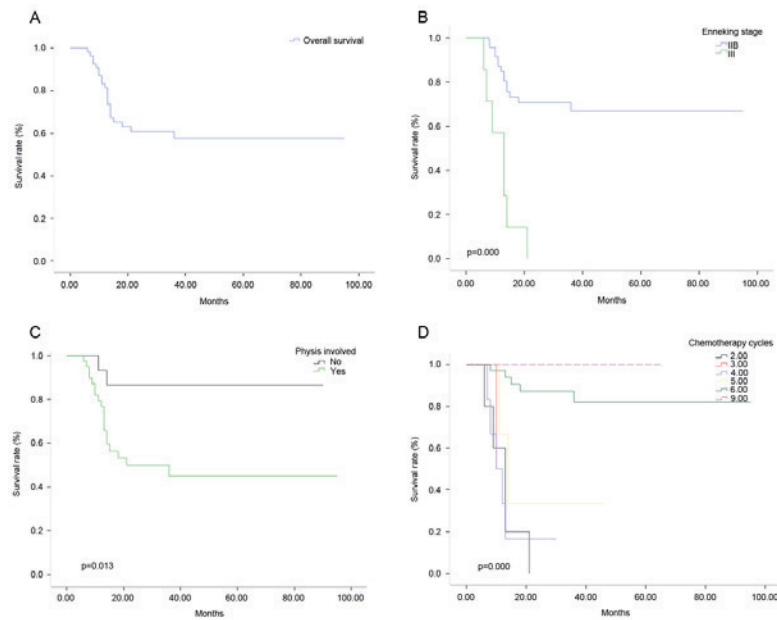 A
Overall survival
1.0
0.8
0.6
0.4
0.2
0.0
Survival rate (%)
0.00 20.00 40.00 60.00 80.00 100.00
Months
B
Enneking stage
IIB
III
1.0
0.8
0.6
0.4
0.2
0.0
Survival rate (%)
p=0.000
0.00 20.00 40.00 60.00 80.00 100.00
Months
C
Physis involved
No
Yes
1.0
0.8
0.6
0.4
0.2
0.0
Survival rate (%)
p=0.013
0.00 20.00 40.00 60.00 80.00 100.00
Months
D
Chemotherapy cycles
2.00
3.00
4.00
5.00
6.00
9.00
1.0
0.8
0.6
0.4
0.2
0.0
Survival rate (%)
p=0.000
0.00 20.00 40.00 60.00 80.00 100.00
Months